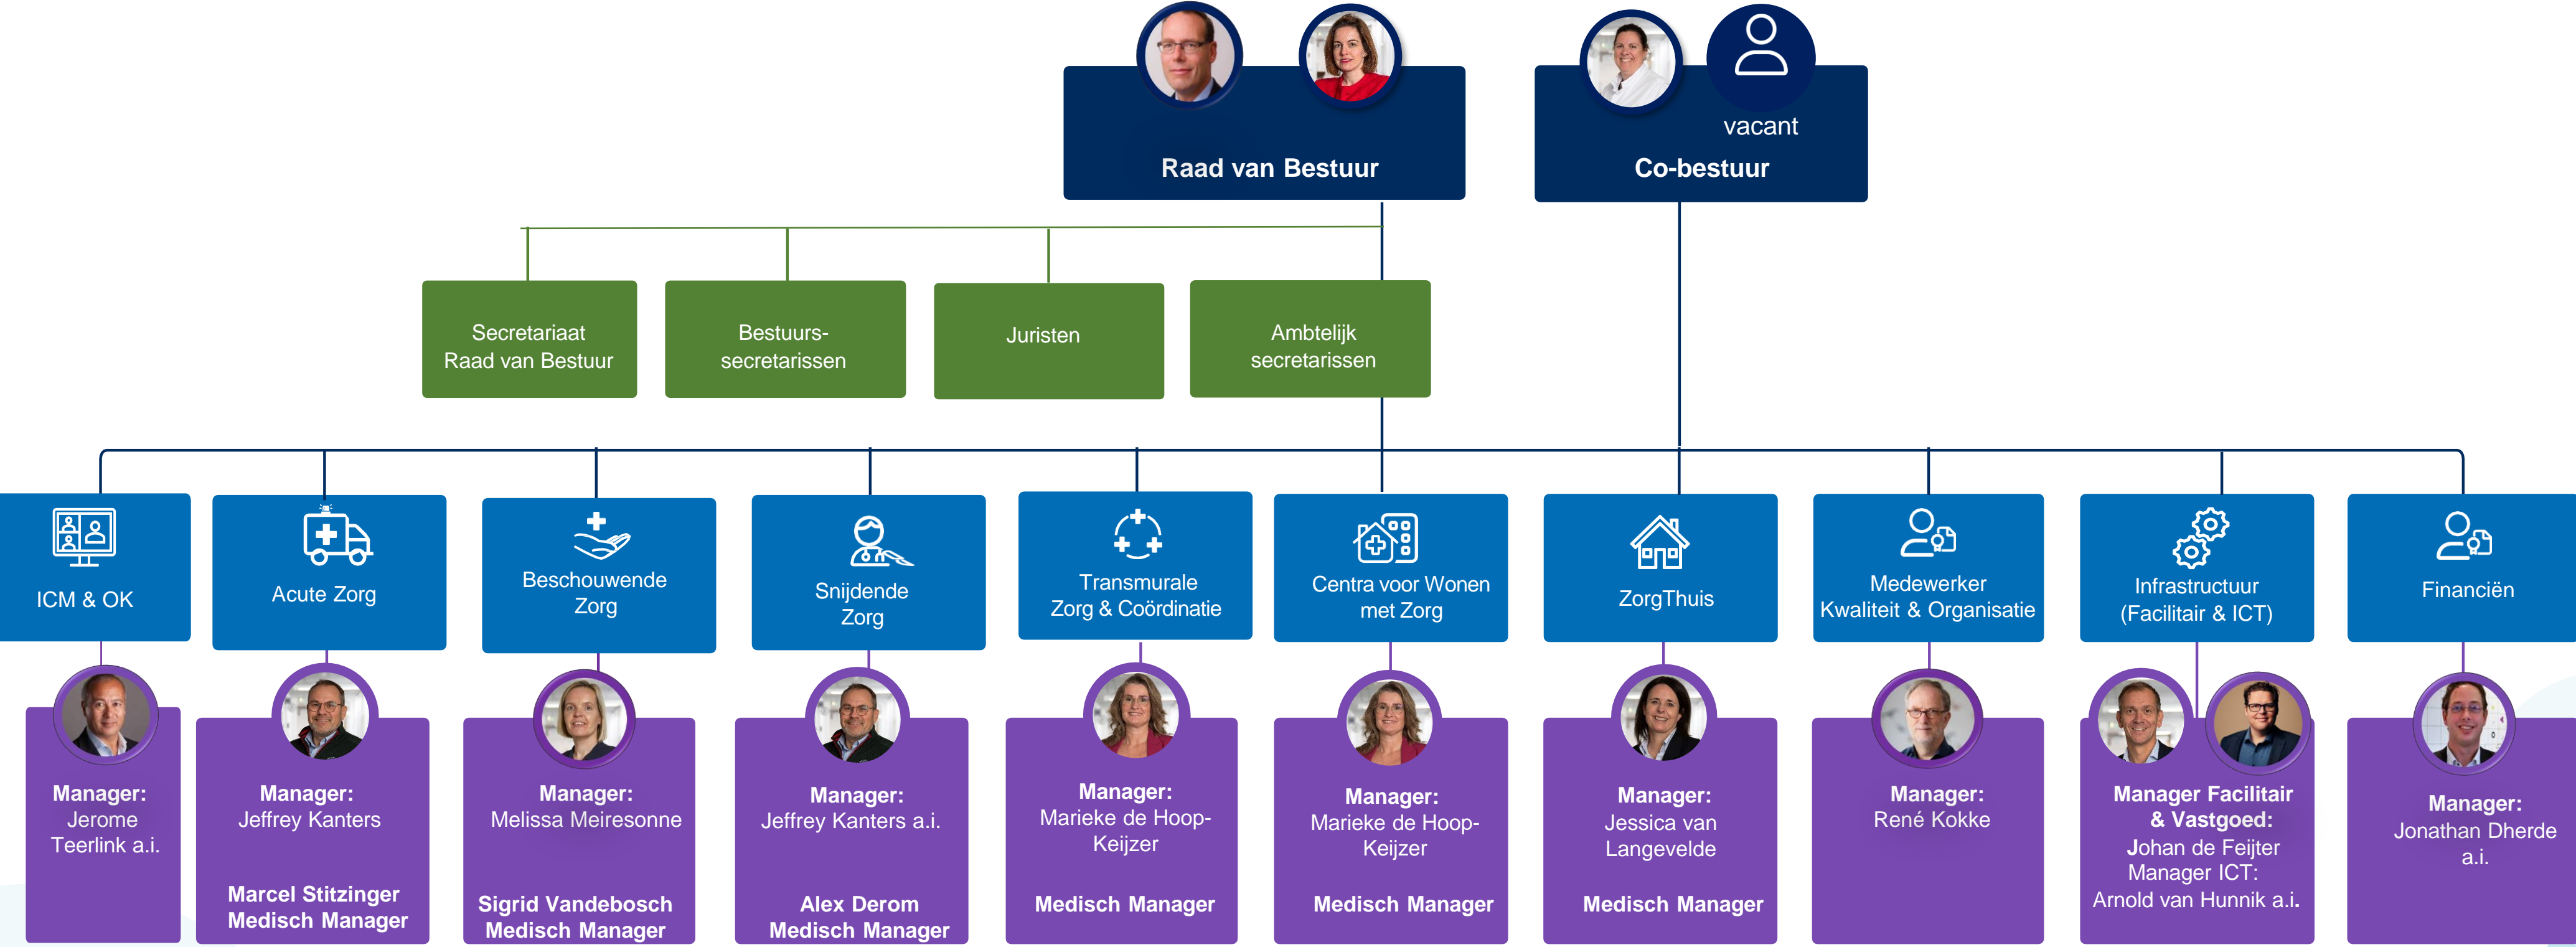 vacant
Raad van Bestuur
Co-bestuur
Secretariaat
Raad van Bestuur
Bestuurs-
secretarissen
Juristen
Ambtelijk
secretarissen
ICM & OK
Acute Zorg
Beschouwende
Zorg
Snijdende
Zorg
Transmurale
Zorg & Coördinatie
Centra voor Wonen
met Zorg
ZorgThuis
Medewerker
Kwaliteit & Organisatie
Infrastructuur
(Facilitair & ICT)
Financiën
Manager:
Jerome
Teerlink a.i.
Manager:
Jeffrey Kanters
Marcel Stitzinger
Medisch Manager
Manager:
Melissa Meiresonne
Sigrid Vandebosch
Medisch Manager
Manager:
Jeffrey Kanters a.i.
Alex Derom
Medisch Manager
Manager:
Marieke de Hoop-
Keijzer
Medisch Manager
Manager:
Marieke de Hoop-
Keijzer
Medisch Manager
Manager:
Jessica van
Langevelde
Medisch Manager
Manager:
René Kokke
Manager Facilitair
& Vastgoed:
Johan de Feijter
Manager ICT:
Arnold van Hunnik a.i.
Manager:
Jonathan Dherde
a.i.